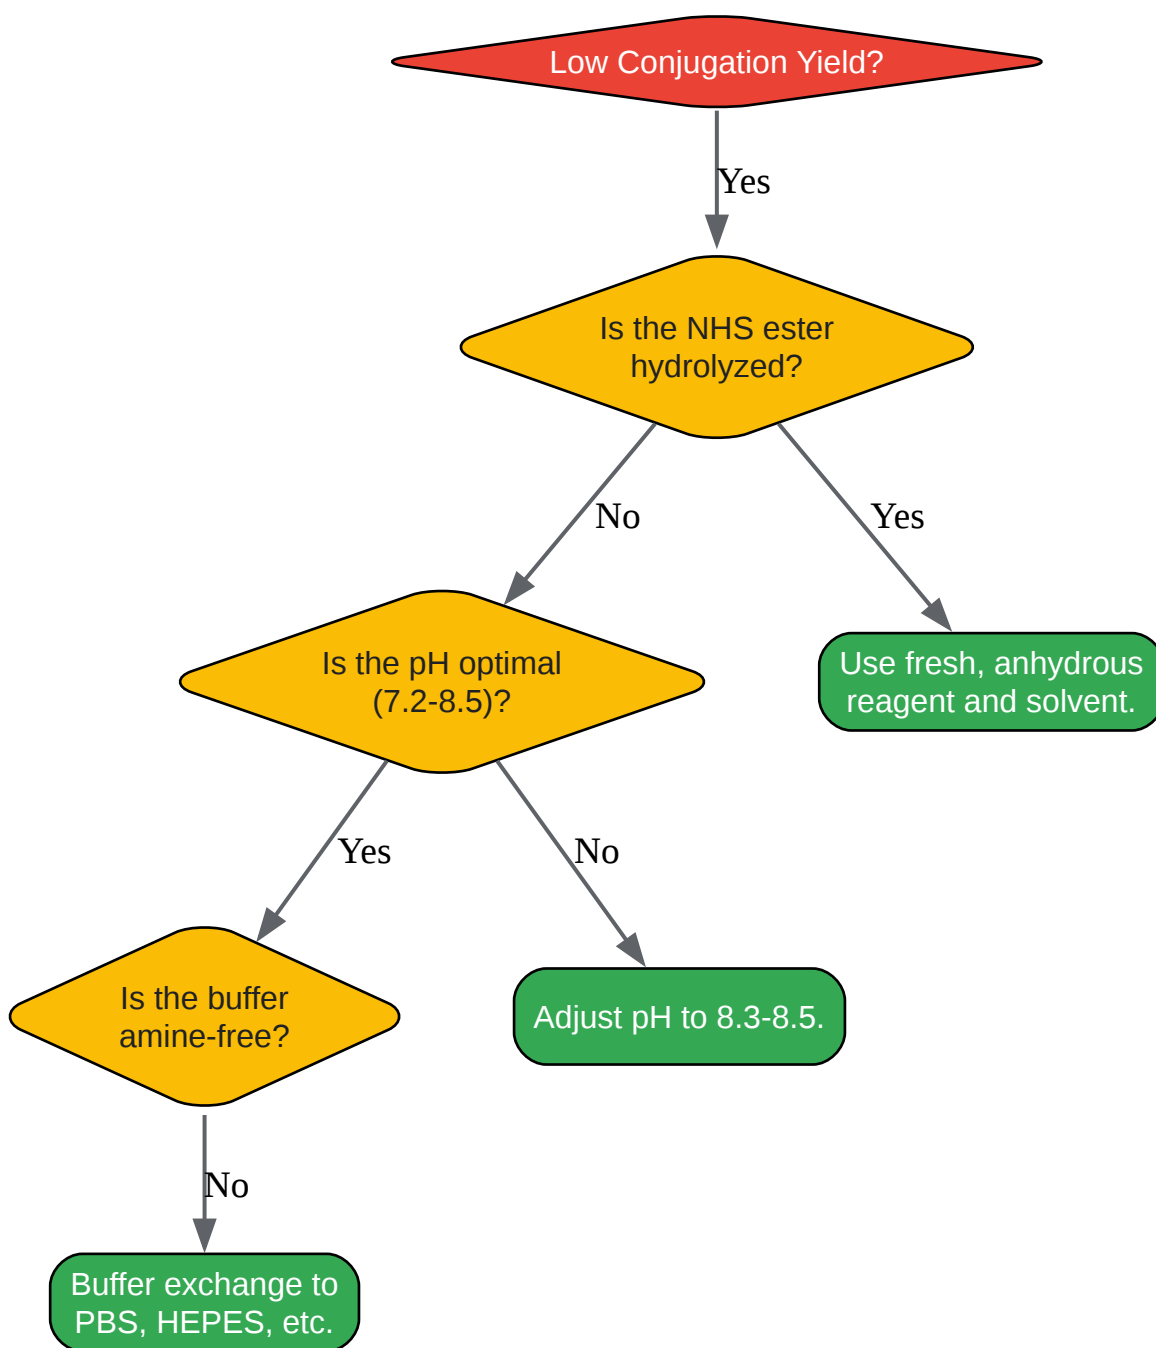 Low Conjugation Yield?
Yes
Is the NHS ester
hydrolyzed?
No
Yes
Is the pH optimal
(7.2-8.5)?
Use fresh, anhydrous
reagent and solvent.
Yes
No
Is the buffer
amine-free?
Adjust pH to 8.3-8.5.
No
Buffer exchange to
PBS, HEPES, etc.